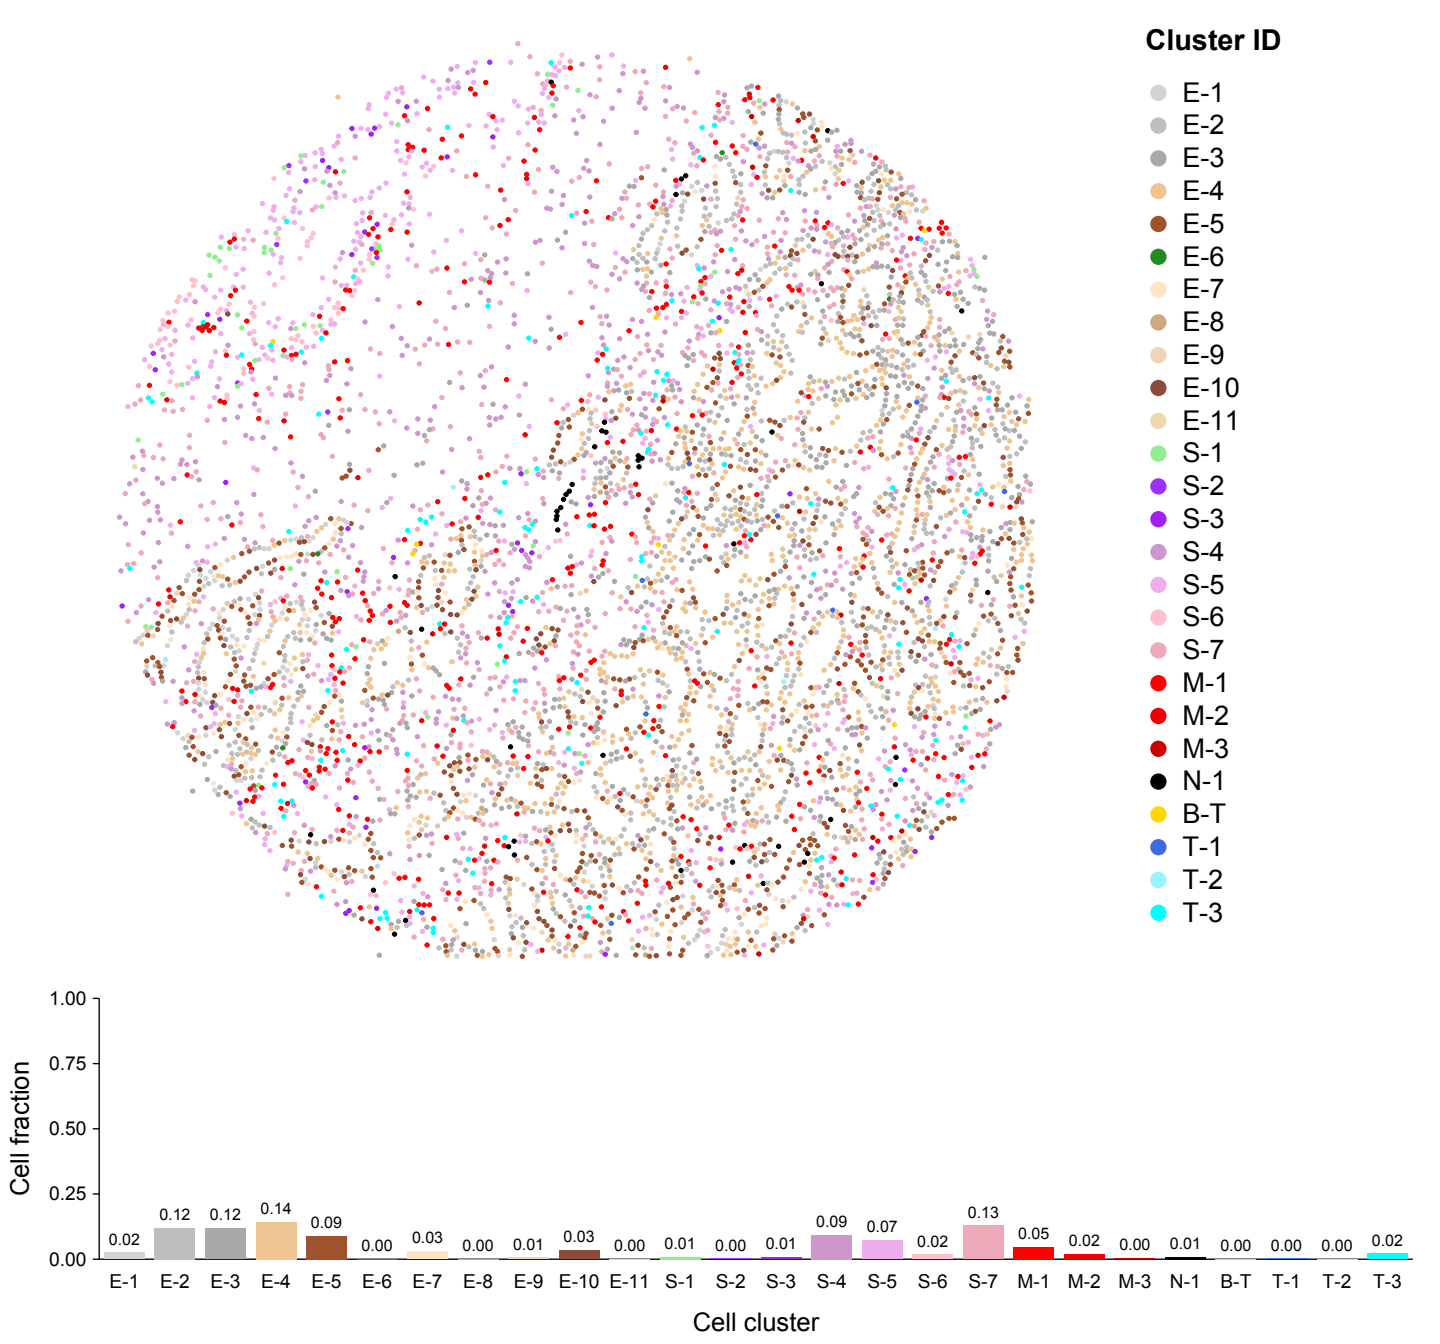 Cluster ID
E-1
E-2
E-3
E-4
E-5
E-6
E-7
E-8
E-9
E-10
E-11
S-1
S-2
S-3
S-4
S-5
S-6
S-7
M-1
M-2
M-3
N-1
B-T
T-1
T-2
T-3
1.00
0.75
0.50
0.25
0.00
Cell fraction
0.02 0.12 0.12 0.14 0.09 0.00 0.03 0.00 0.01 0.03 0.00 0.01 0.00 0.01 0.09 0.07 0.02 0.13 0.05 0.02 0.00 0.01 0.00 0.00 0.00 0.02
E-1 E-2 E-3 E-4 E-5 E-6 E-7 E-8 E-9 E-10 E-11 S-1 S-2 S-3 S-4 S-5 S-6 S-7 M-1 M-2 M-3 N-1 B-T T-1 T-2 T-3
Cell cluster